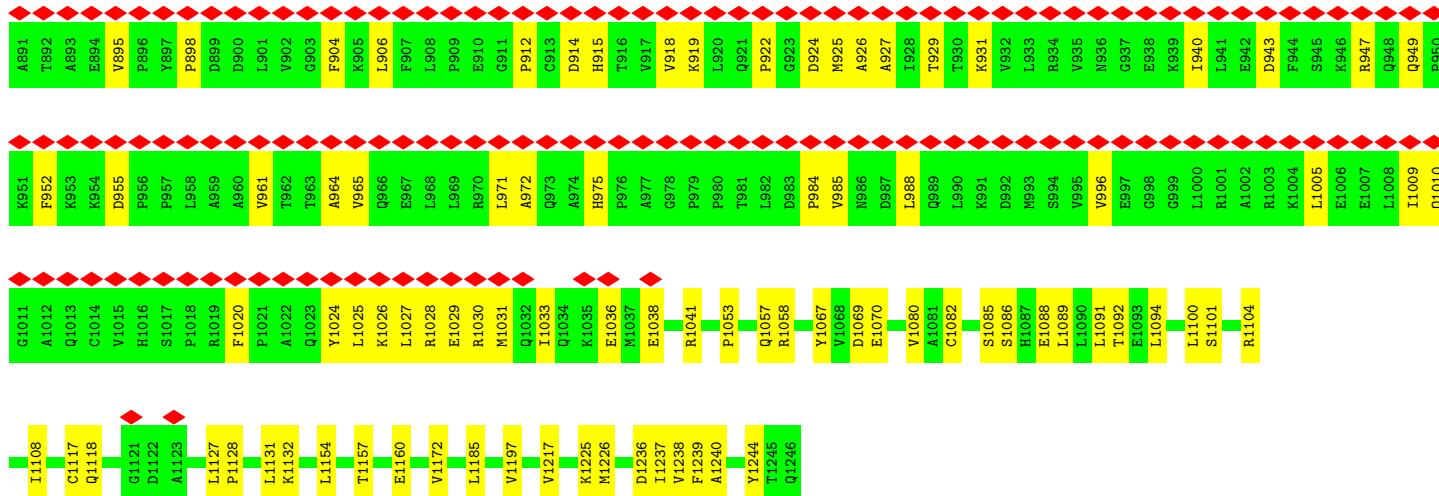 A891 T892 A893 E894 V895 P896 Y897 P898 D899 D900 L901 V902 G903 F904 K905 L906 F907 L908 P909 E910 G911 P912 C913 D914 H915 T916 V917 V918 K919 L920 Q921 P922 G923 D924 M925 A926 A927 I928 T929 T930 K931 V932 L933 R934 V935 N936 G937 E938 K939 I940 L941 E942 D943 F944 S945 K946 R947 Q948 Q949 P950
K951 F952 K953 K954 D955 P956 P957 L958 A959 A960 V961 T962 T963 A964 V965 Q966 E967 L968 L969 R970 L971 A972 Q973 A974 H975 P976 A977 G978 P979 P980 T981 L982 D983 P984 V985 N986 D987 L988 Q989 L990 K991 D992 M993 S994 V995 V996 E997 G998 G999 L1000 R1001 A1002 R1003 K1004 L1005 E1006 E1007 L1008 I1009 Q1010
G1011 A1012 Q1013 C1014 V1015 H1016 S1017 P1018 R1019 F1020 P1021 A1022 Q1023 Y1024 L1025 K1026 L1027 R1028 E1029 R1030 M1031 Q1032 I1033 Q1034 K1035 E1036 M1037 E1038 R1041 P1053 Q1057 R1058 Y1067 V1068 D1069 E1070 V1080 A1081 C1082 S1085 S1086 H1087 E1088 L1089 L1090 L1091 T1092 E1093 L1094 L1100 S1101 R1104
I1108 C1117 Q1118 G1121 D1122 A1123 L1127 P1128 L1131 K1132 L1154 T1157 E1160 V1172 L1185 V1197 V1217 K1225 M1226 D1236 I1237 V1238 F1239 A1240 Y1244 T1245 Q1246